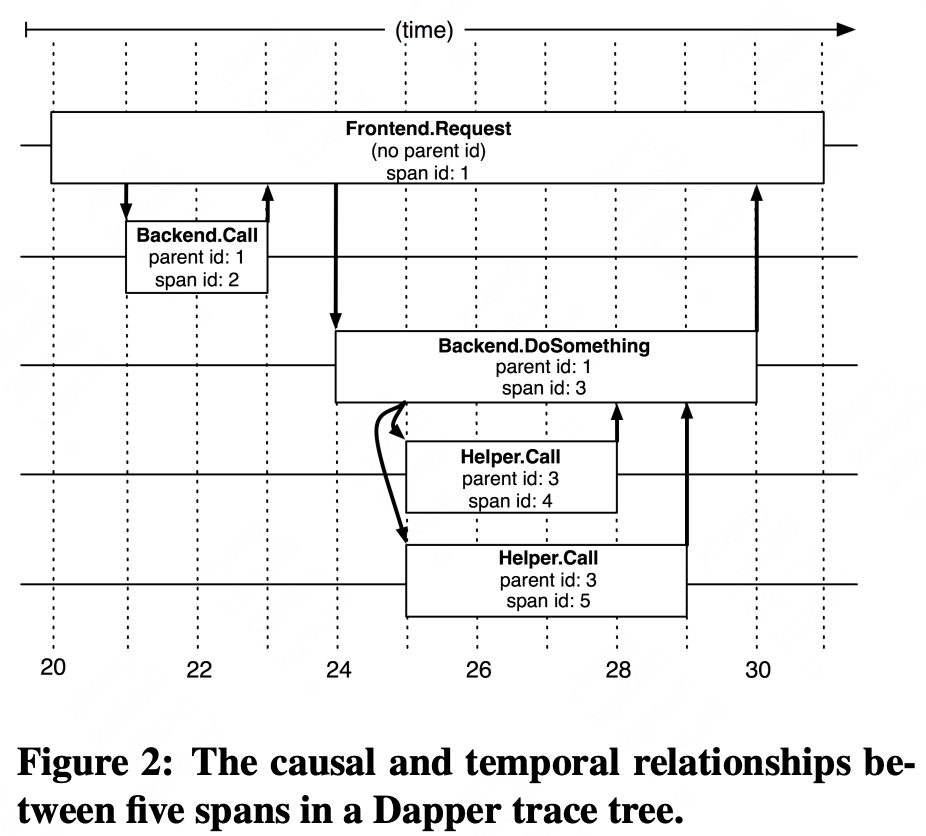 (time)
Frontend.Request
(no parent id)
span id: 1
Backend.Call
parent id: 1
span id: 2
Backend.DoSomething
parent id: 1
span id: 3
Helper.Call
parent id: 3
span id: 4
Helper.Call
parent id: 3
span id: 5
20 22 24 26 28 30
Figure 2: The causal and temporal relationships be-
tween five spans in a Dapper trace tree.